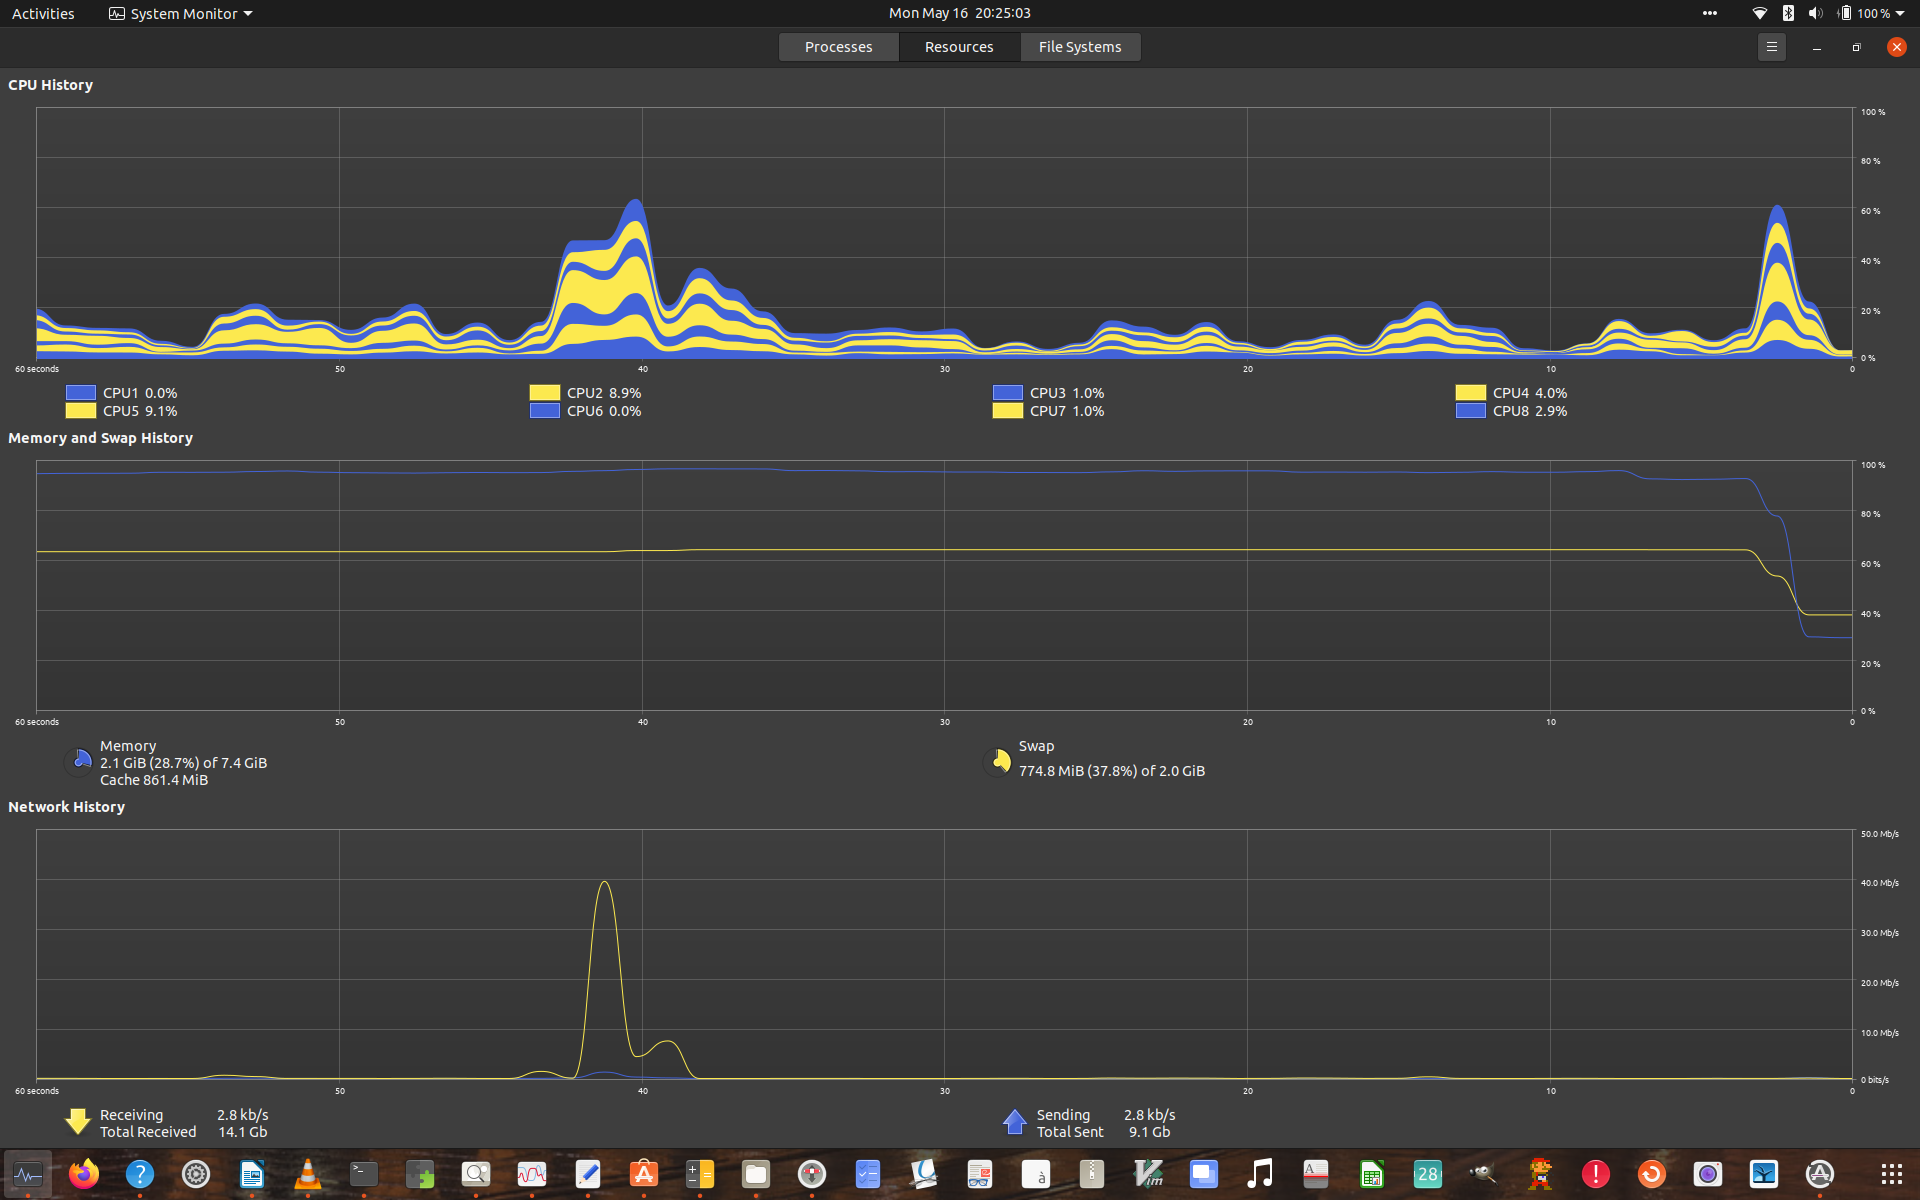 Activities System Monitor Mon May 16 20:25:03 100 %
Processes Resources File Systems
CPU History
100 %
80 %
60 %
40 %
20 %
0 %
60 seconds 50 40 30 20 10 0
CPU1 0.0% CPU2 8.9% CPU3 1.0% CPU4 4.0%
CPU5 9.1% CPU6 0.0% CPU7 1.0% CPU8 2.9%
Memory and Swap History
100 %
80 %
60 %
40 %
20 %
0 %
60 seconds 50 40 30 20 10 0
Memory
2.1 GiB (28.7%) of 7.4 GiB
Cache 861.4 MiB
Swap
774.8 MiB (37.8%) of 2.0 GiB
Network History
50.0 Mb/s
40.0 Mb/s
30.0 Mb/s
20.0 Mb/s
10.0 Mb/s
0 bits/s
60 seconds 50 40 30 20 10 0
Receiving 2.8 kb/s
Total Received 14.1 Gb
Sending 2.8 kb/s
Total Sent 9.1 Gb
? >_ à Vim A 28 !